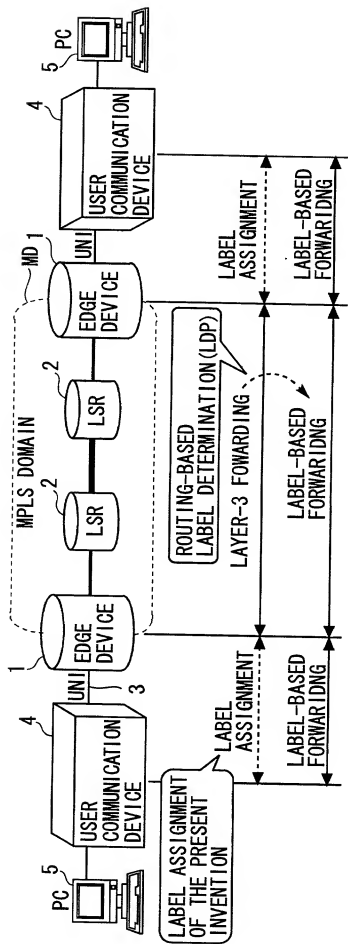 MPLS DOMAIN
MD
5
PC
4
USER
COMMUNICATION
DEVICE
UNI
3
1
EDGE
DEVICE
2
LSR
2
LSR
1
EDGE
DEVICE
UNI
4
USER
COMMUNICATION
DEVICE
5
PC
LABEL ASSIGNMENT
OF THE PRESENT
INVENTION
LABEL
ASSIGNMENT
LABEL-BASED
FORWARIDNG
ROUTING-BASED
LABEL DETERMINATION(LDP)
LAYER-3 FOWARDING
LABEL-BASED
FORWARIDNG
LABEL
ASSIGNMENT
LABEL-BASED
FORWARIDNG